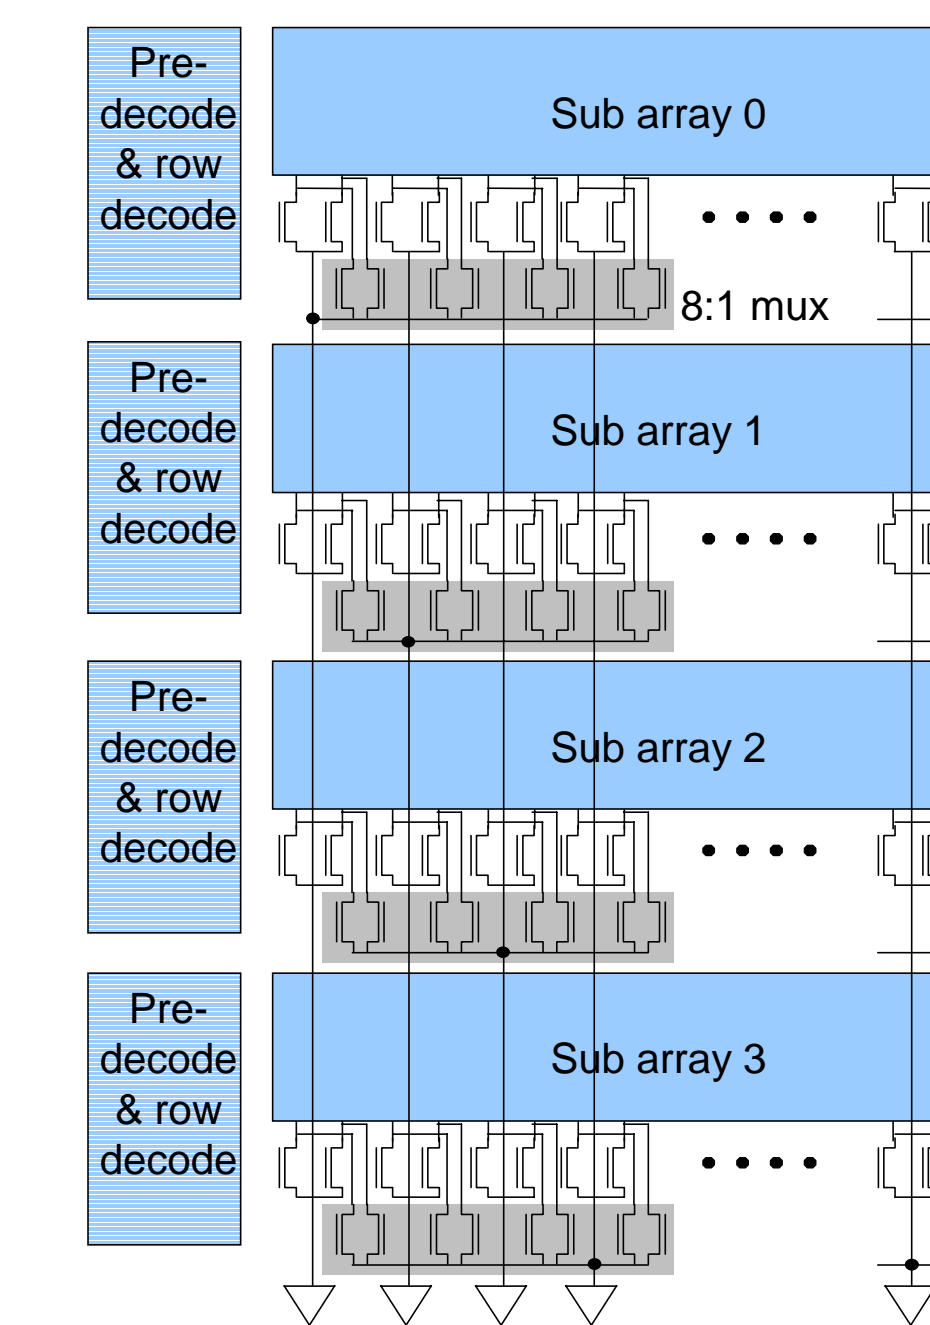 Pre-
decode
& row
decode
Sub array 0
8:1 mux
Pre-
decode
& row
decode
Sub array 1
Pre-
decode
& row
decode
Sub array 2
Pre-
decode
& row
decode
Sub array 3